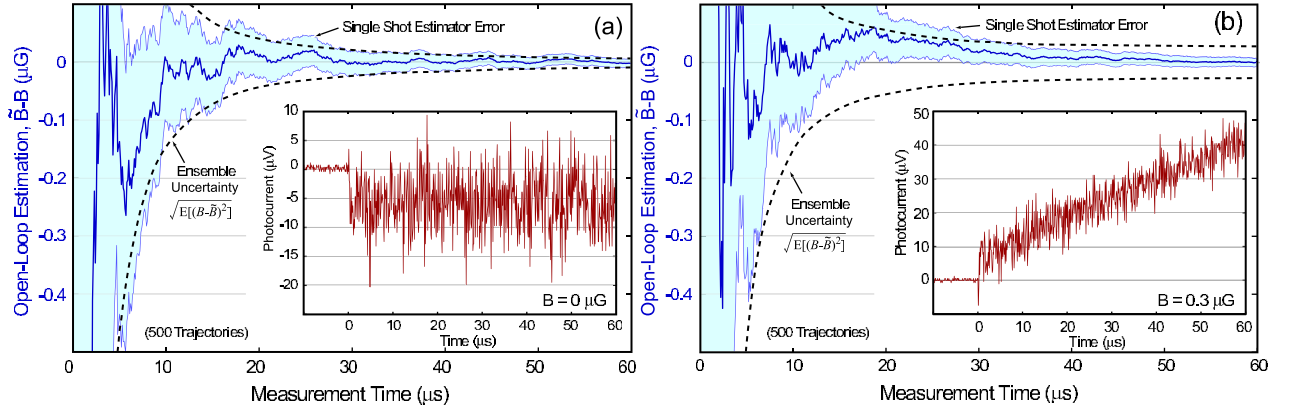 (a)
Single Shot Estimator Error
Open-Loop Estimation, B̃-B (μG)
0
-0.1
-0.2
-0.3
-0.4
Ensemble
Uncertainty
√E[(B-B̃)²]
(500 Trajectories)
Photocurrent (μV)
10
5
0
-5
-10
-15
-20
B = 0 μG
0 10 20 30 40 50 60
Time (μs)
0 10 20 30 40 50 60
Measurement Time (μs)
(b)
Single Shot Estimator Error
Open-Loop Estimation, B̃-B (μG)
0
-0.1
-0.2
-0.3
-0.4
Ensemble
Uncertainty
√E[(B-B̃)²]
(500 Trajectories)
Photocurrent (μV)
50
40
30
20
10
0
B = 0.3 μG
0 10 20 30 40 50 60
Time (μs)
0 10 20 30 40 50 60
Measurement Time (μs)